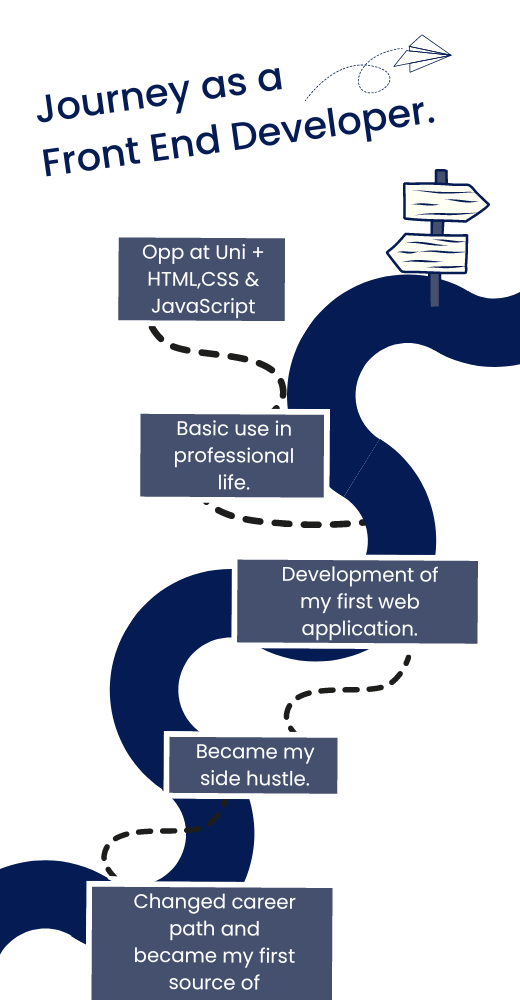 Journey as a
Front End Developer.
Opp at Uni +
HTML,CSS &
JavaScript
Basic use in
professional
life.
Development of
my first web
application.
Became my
side hustle.
Changed career
path and
became my first
source of